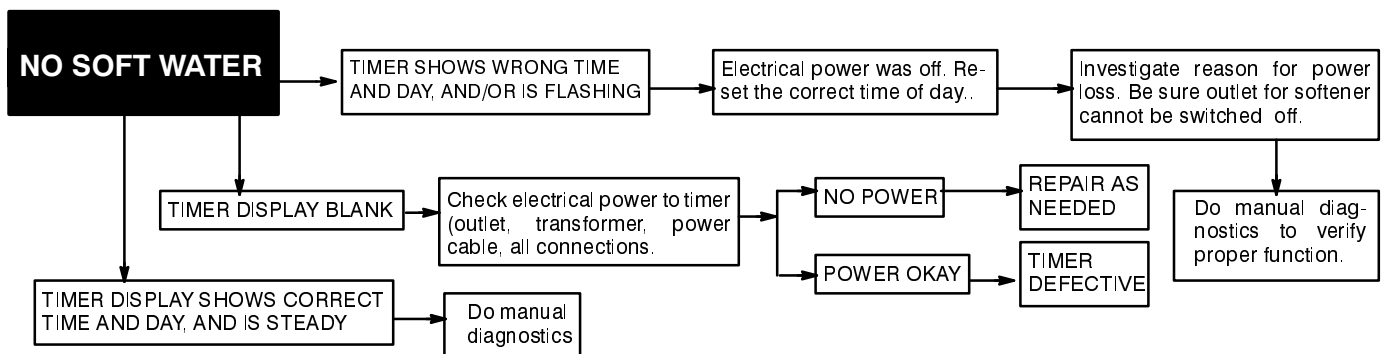 NO SOFT WATER
TIMER SHOWS WRONG TIME
AND DAY, AND/OR IS FLASHING
Electrical power was off. Re-
set the correct time of day..
Investigate reason for power
loss. Be sure outlet for softener
cannot be switched off.
Do manual diag-
nostics to verify
proper function.
TIMER DISPLAY BLANK
Check electrical power to timer
(outlet, transformer, power
cable, all connections.
NO POWER
REPAIR AS
NEEDED
POWER OKAY
TIMER
DEFECTIVE
TIMER DISPLAY SHOWS CORRECT
TIME AND DAY, AND IS STEADY
Do manual
diagnostics